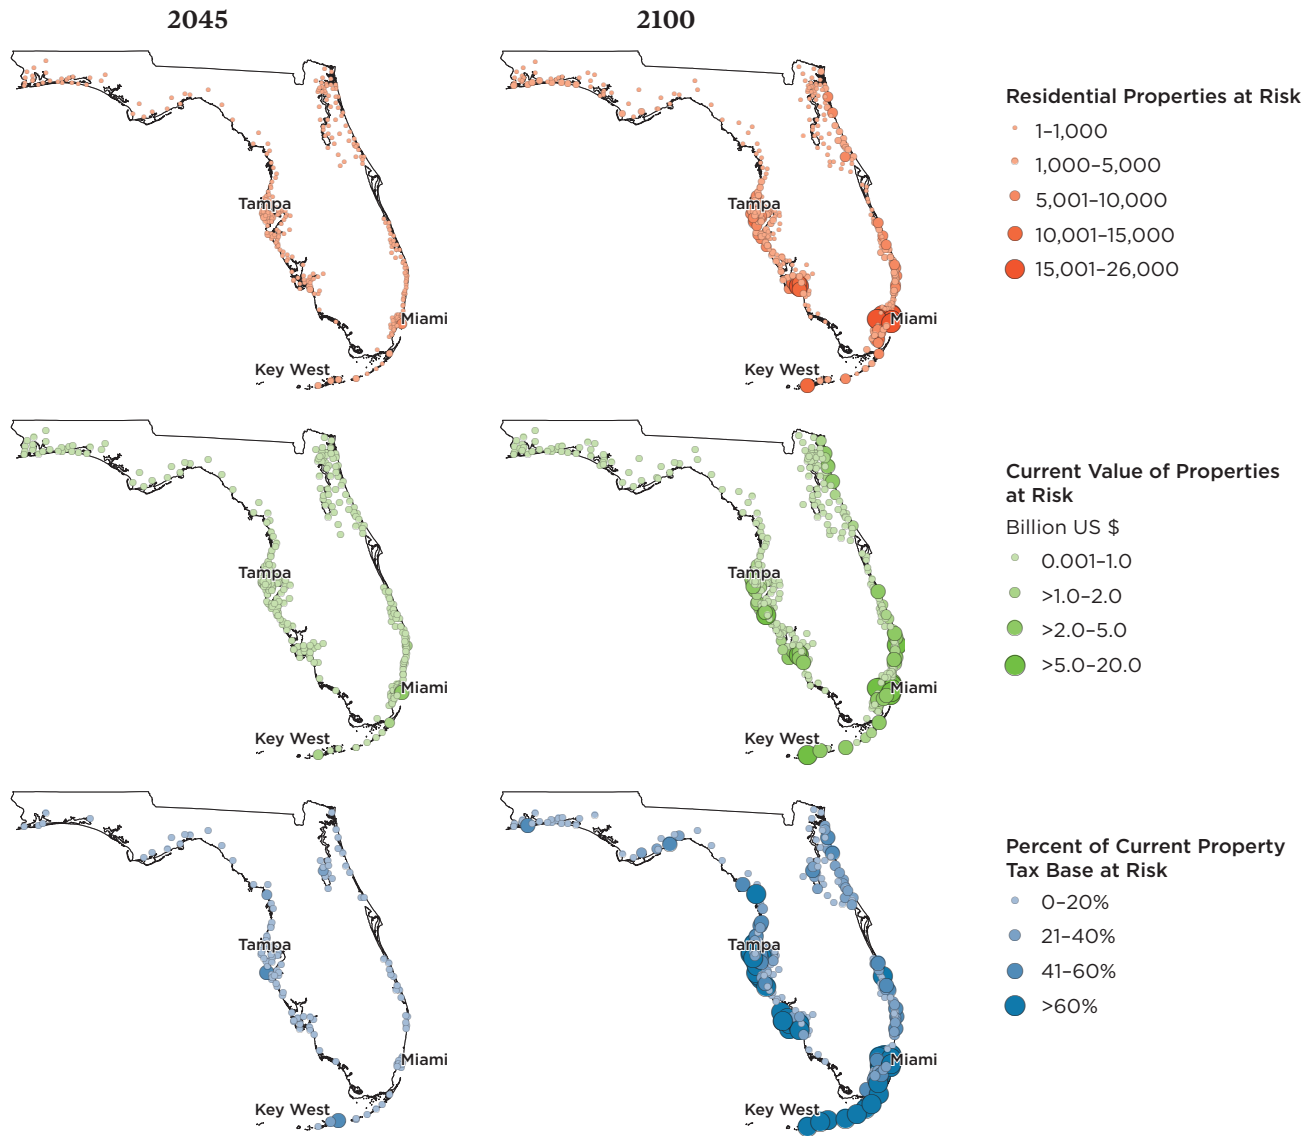 2045
2100
Tampa
Miami
Key West
Tampa
Miami
Key West
Residential Properties at Risk
1–1,000
1,000–5,000
5,001–10,000
10,001–15,000
15,001–26,000
Tampa
Miami
Key West
Tampa
Miami
Key West
Current Value of Properties
at Risk
Billion US $
0.001–1.0
>1.0–2.0
>2.0–5.0
>5.0–20.0
Tampa
Miami
Key West
Tampa
Miami
Key West
Percent of Current Property
Tax Base at Risk
0–20%
21–40%
41–60%
>60%